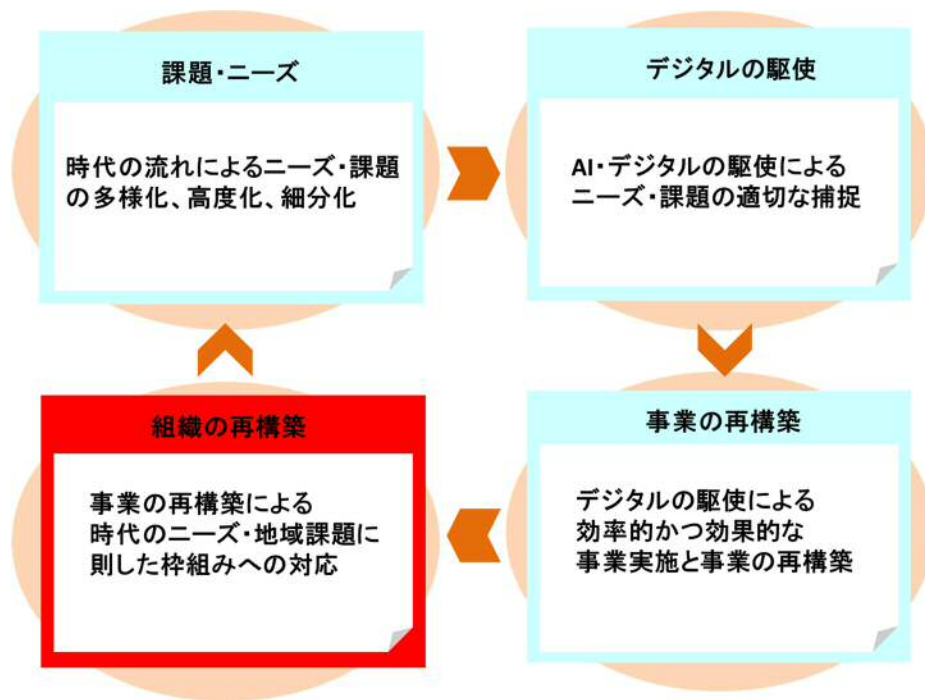 課題・ニーズ
時代の流れによるニーズ・課題
の多様化、高度化、細分化
デジタルの駆使
AI・デジタルの駆使による
ニーズ・課題の適切な捕捉
組織の再構築
事業の再構築による
時代のニーズ・地域課題に
則した枠組みへの対応
事業の再構築
デジタルの駆使による
効率的かつ効果的な
事業実施と事業の再構築